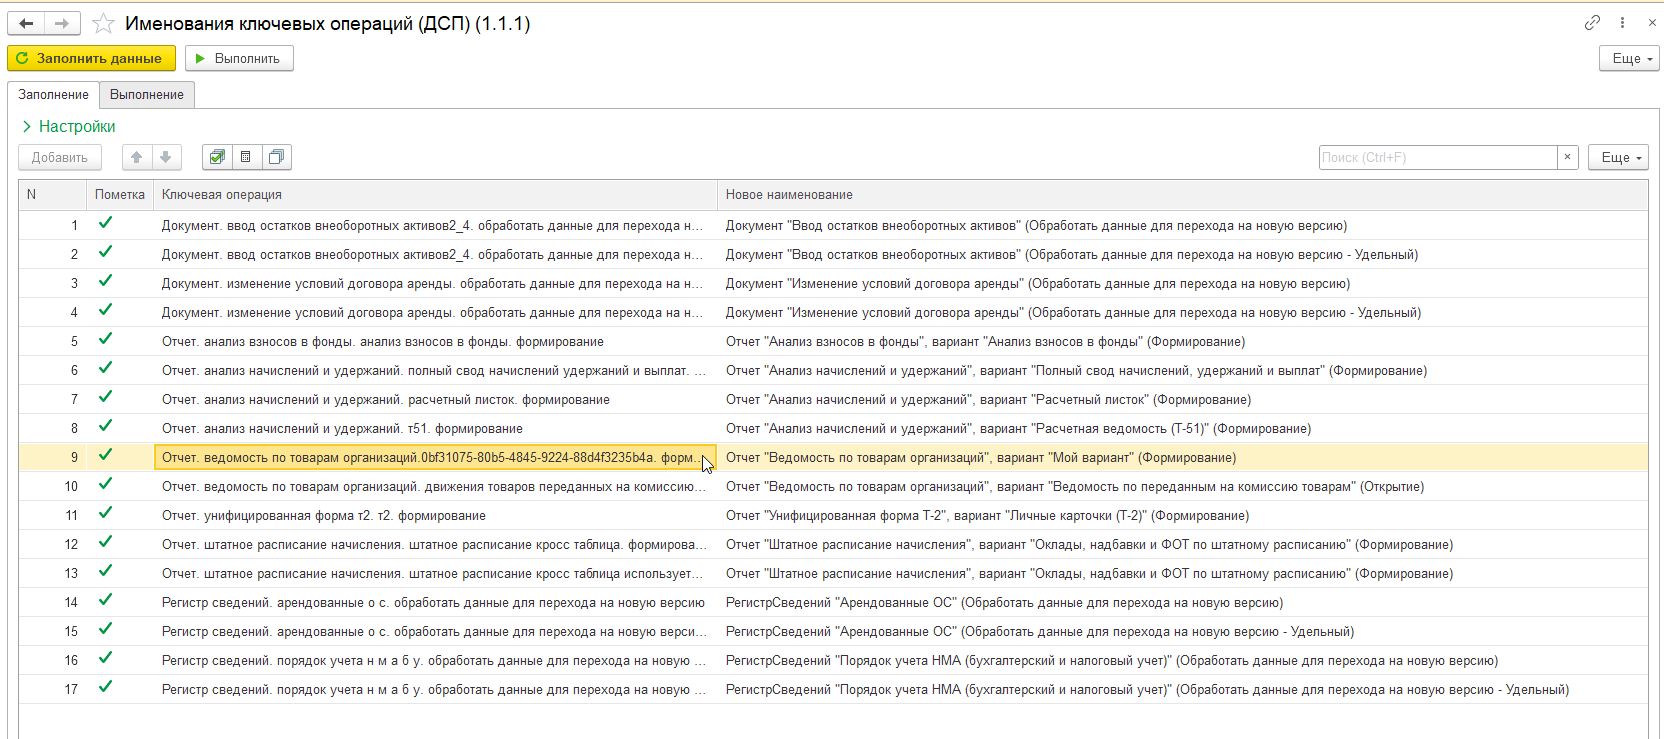 Именования ключевых операций (ДСП) (1.1.1)
Заполнить данные Выполнить Еще
Заполнение Выполнение
Настройки
Добавить Поиск (Ctrl+F) × Еще
N Пометка Ключевая операция Новое наименование
1 Документ. ввод остатков внеоборотных активов2_4. обработать данные для перехода н... Документ "Ввод остатков внеоборотных активов" (Обработать данные для перехода на новую версию)
2 Документ. ввод остатков внеоборотных активов2_4. обработать данные для перехода н... Документ "Ввод остатков внеоборотных активов" (Обработать данные для перехода на новую версию - Удельный)
3 Документ. изменение условий договора аренды. обработать данные для перехода на н... Документ "Изменение условий договора аренды" (Обработать данные для перехода на новую версию)
4 Документ. изменение условий договора аренды. обработать данные для перехода на н... Документ "Изменение условий договора аренды" (Обработать данные для перехода на новую версию - Удельный)
5 Отчет. анализ взносов в фонды. анализ взносов в фонды. формирование Отчет "Анализ взносов в фонды", вариант "Анализ взносов в фонды" (Формирование)
6 Отчет. анализ начислений и удержаний. полный свод начислений удержаний и выплат. ... Отчет "Анализ начислений и удержаний", вариант "Полный свод начислений, удержаний и выплат" (Формирование)
7 Отчет. анализ начислений и удержаний. расчетный листок. формирование Отчет "Анализ начислений и удержаний", вариант "Расчетный листок" (Формирование)
8 Отчет. анализ начислений и удержаний. т51. формирование Отчет "Анализ начислений и удержаний", вариант "Расчетная ведомость (Т-51)" (Формирование)
9 Отчет. ведомость по товарам организаций.0bf31075-80b5-4845-9224-88d4f3235b4a. форм... Отчет "Ведомость по товарам организаций", вариант "Мой вариант" (Формирование)
10 Отчет. ведомость по товарам организаций. движения товаров переданных на комиссию... Отчет "Ведомость по товарам организаций", вариант "Ведомость по переданным на комиссию товарам" (Открытие)
11 Отчет. унифицированная форма т2. т2. формирование Отчет "Унифицированная форма Т-2", вариант "Личные карточки (Т-2)" (Формирование)
12 Отчет. штатное расписание начисления. штатное расписание кросс таблица. формирова... Отчет "Штатное расписание начисления", вариант "Оклады, надбавки и ФОТ по штатному расписанию" (Формирование)
13 Отчет. штатное расписание начисления. штатное расписание кросс таблица использует... Отчет "Штатное расписание начисления", вариант "Оклады, надбавки и ФОТ по штатному расписанию" (Формирование)
14 Регистр сведений. арендованные о с. обработать данные для перехода на новую версию РегистрСведений "Арендованные ОС" (Обработать данные для перехода на новую версию)
15 Регистр сведений. арендованные о с. обработать данные для перехода на новую верси... РегистрСведений "Арендованные ОС" (Обработать данные для перехода на новую версию - Удельный)
16 Регистр сведений. порядок учета н м а б у. обработать данные для перехода на новую ... РегистрСведений "Порядок учета НМА (бухгалтерский и налоговый учет)" (Обработать данные для перехода на новую версию)
17 Регистр сведений. порядок учета н м а б у. обработать данные для перехода на новую ... РегистрСведений "Порядок учета НМА (бухгалтерский и налоговый учет)" (Обработать данные для перехода на новую версию - Удельный)